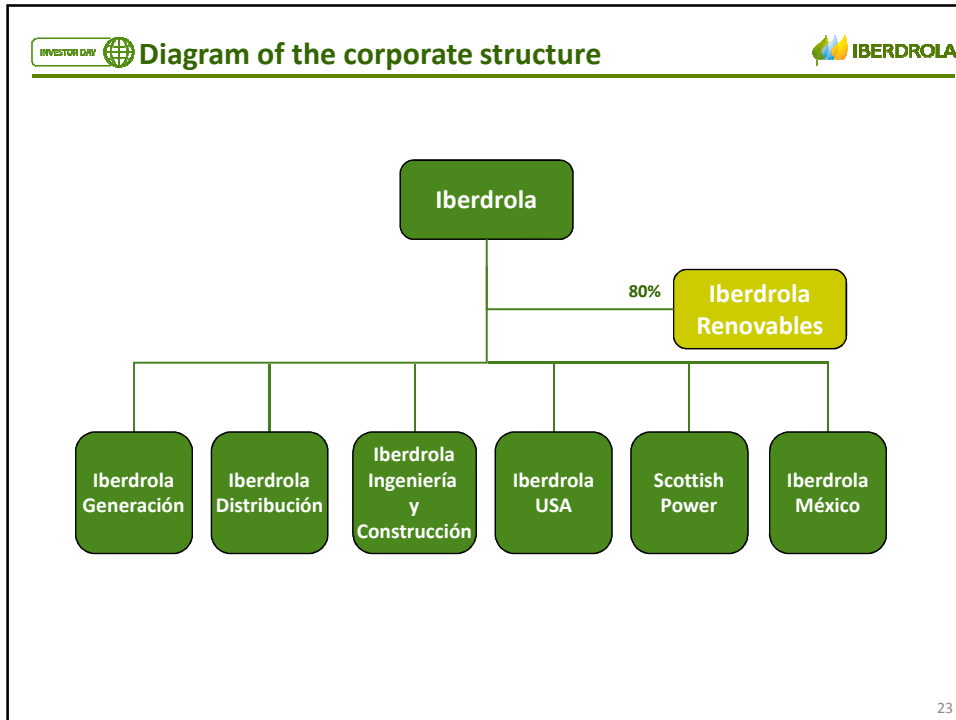 INVESTOR DAY
Diagram of the corporate structure
IBERDROLA
Iberdrola
80%
Iberdrola
Renovables
Iberdrola
Generación
Iberdrola
Distribución
Iberdrola
Ingeniería
y
Construcción
Iberdrola
USA
Scottish
Power
Iberdrola
México
23